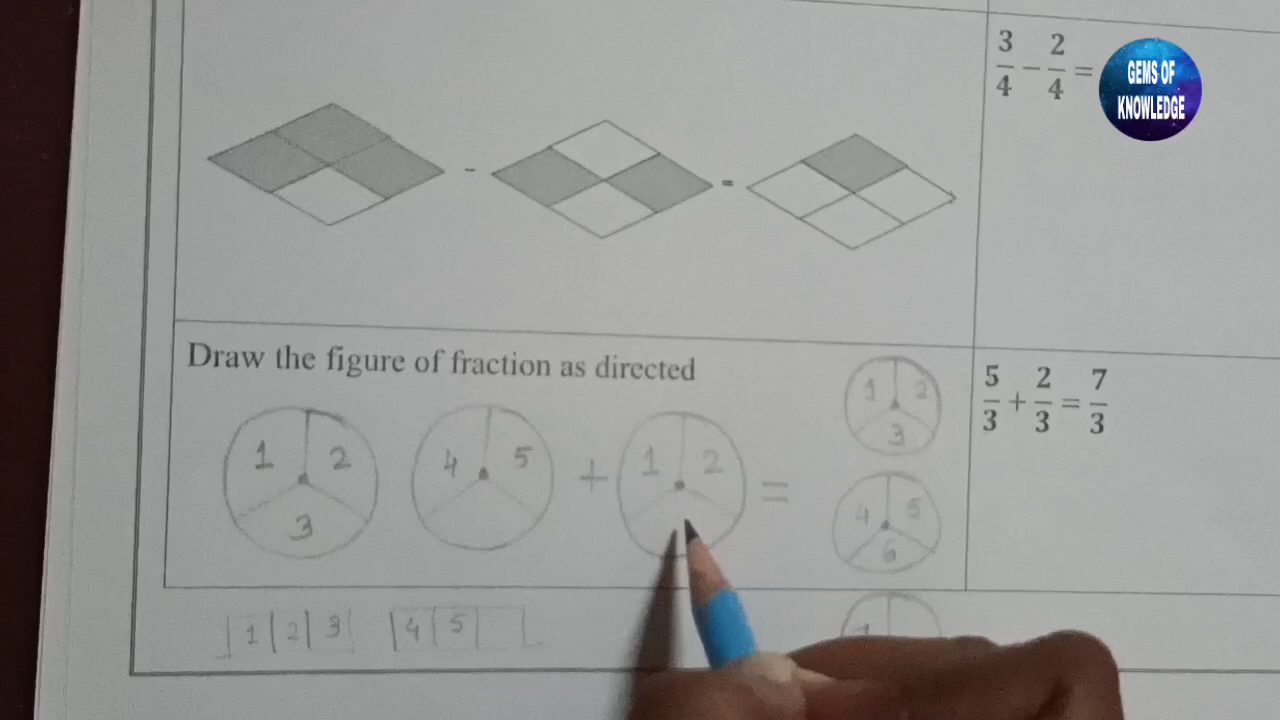 3/4 - 2/4 =
GEMS OF
KNOWLEDGE
- =
Draw the figure of fraction as directed
5/3 + 2/3 = 7/3
1 2 3 4 5 + 1 2 =
1 2 3
4 5 6
1
1 2 3 4 5